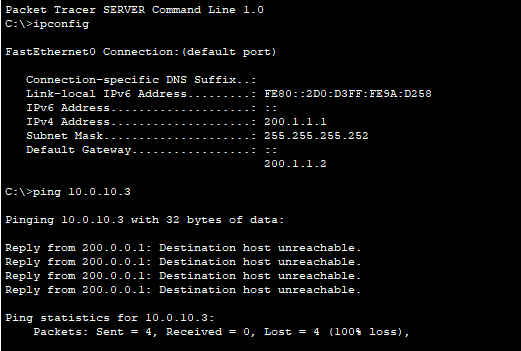 Packet Tracer SERVER Command Line 1.0
C:\>ipconfig
FastEthernet0 Connection:(default port)
Connection-specific DNS Suffix..:
Link-local IPv6 Address.........: FE80::2D0:D3FF:FE9A:D258
IPv6 Address....................: ::
IPv4 Address....................: 200.1.1.1
Subnet Mask.....................: 255.255.255.252
Default Gateway.................: ::
200.1.1.2
C:\>ping 10.0.10.3
Pinging 10.0.10.3 with 32 bytes of data:
Reply from 200.0.0.1: Destination host unreachable.
Reply from 200.0.0.1: Destination host unreachable.
Reply from 200.0.0.1: Destination host unreachable.
Reply from 200.0.0.1: Destination host unreachable.
Ping statistics for 10.0.10.3:
Packets: Sent = 4, Received = 0, Lost = 4 (100% loss),